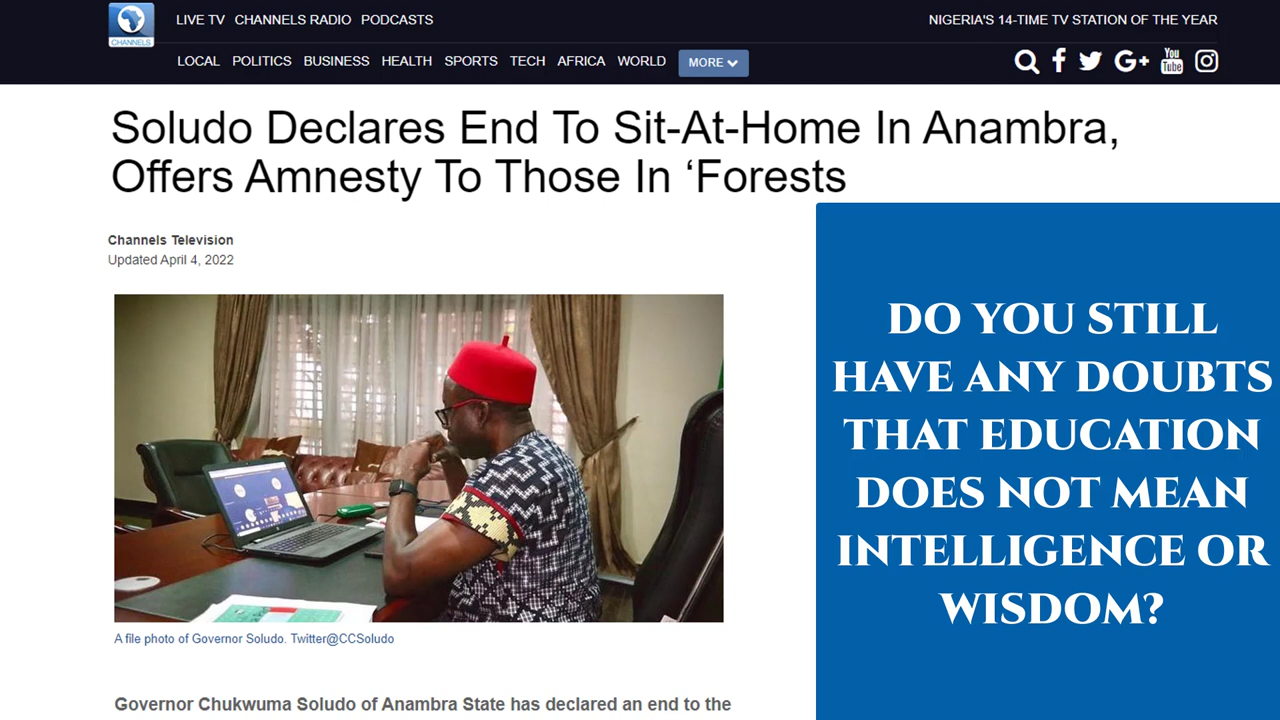 LIVE TV CHANNELS RADIO PODCASTS
NIGERIA'S 14-TIME TV STATION OF THE YEAR
CHANNELS
LOCAL POLITICS BUSINESS HEALTH SPORTS TECH AFRICA WORLD MORE
You
Tube
Soludo Declares End To Sit-At-Home In Anambra,
Offers Amnesty To Those In ‘Forests
Channels Television
Updated April 4, 2022
A file photo of Governor Soludo. Twitter@CCSoludo
Governor Chukwuma Soludo of Anambra State has declared an end to the
DO YOU STILL
HAVE ANY DOUBTS
THAT EDUCATION
DOES NOT MEAN
INTELLIGENCE OR
WISDOM?